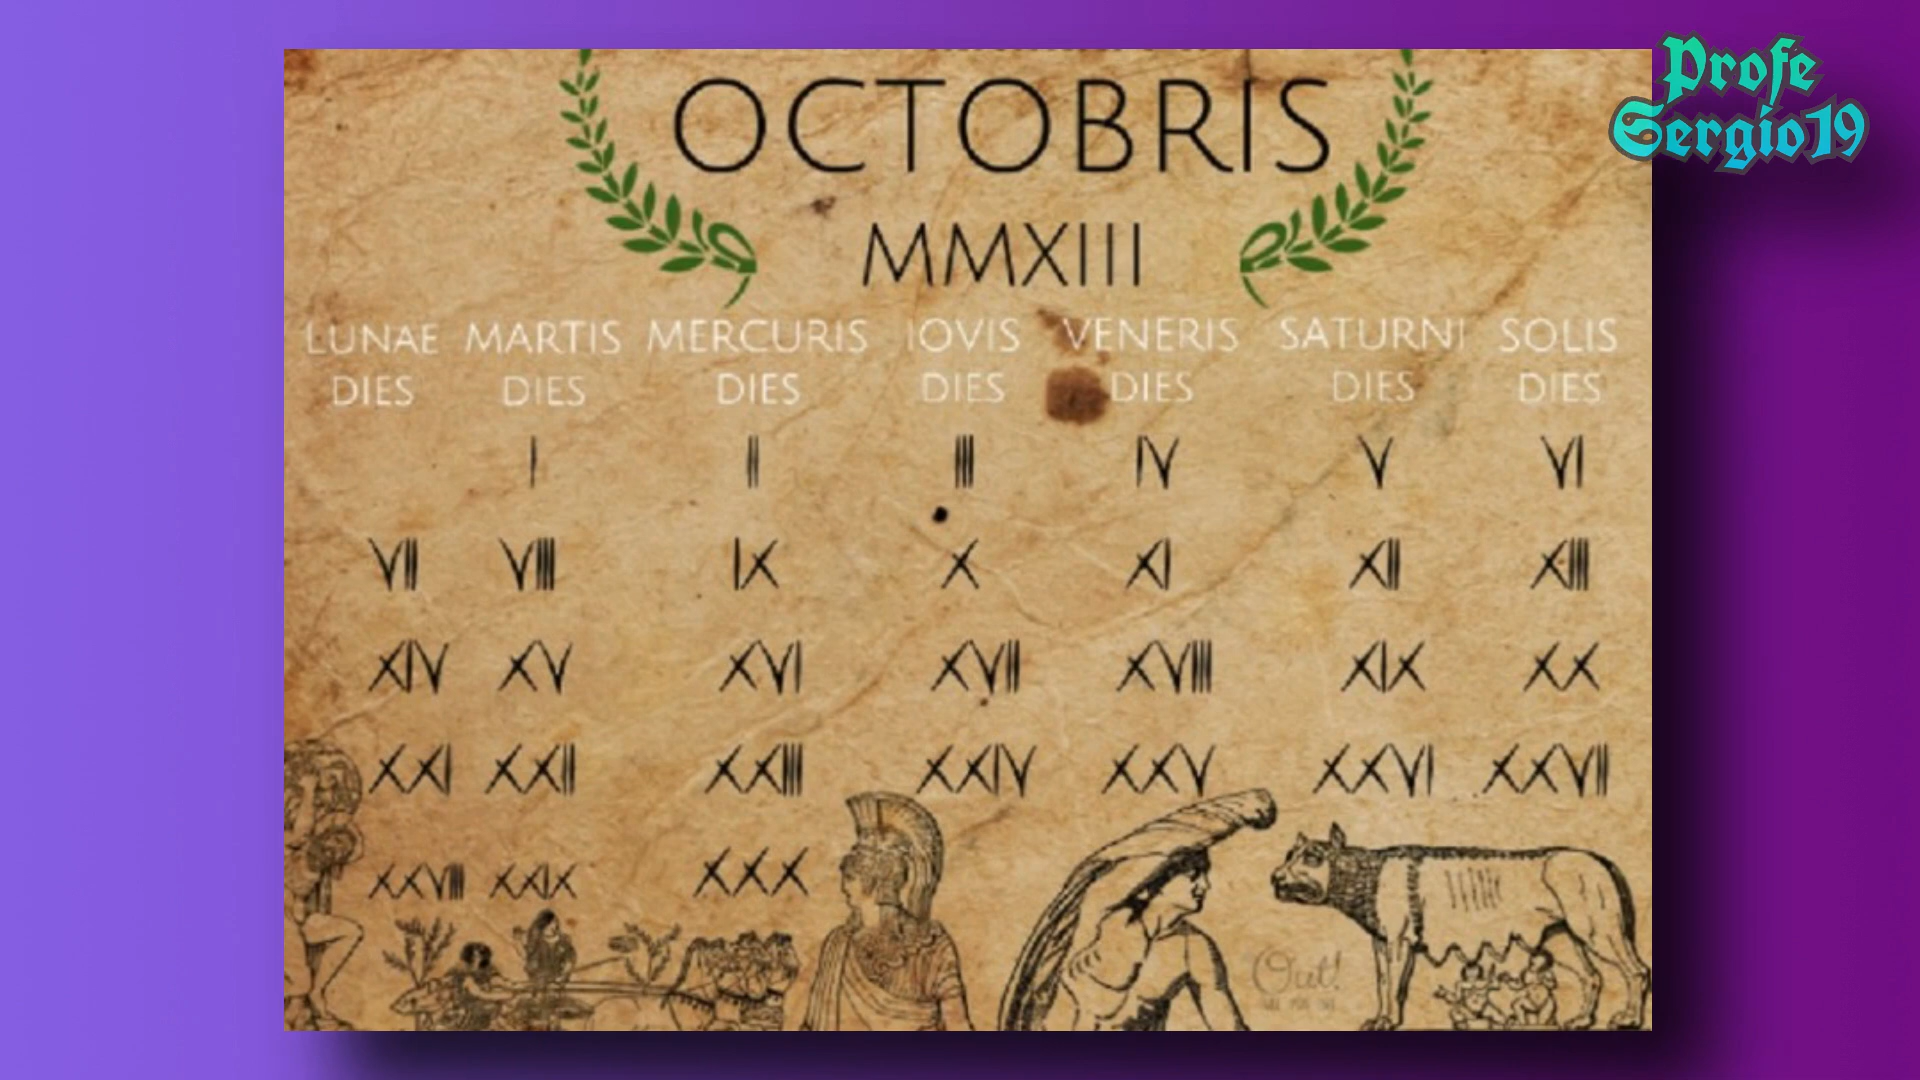 Profe
Sergio19
OCTOBRIS
MMXIII
LUNAE MARTIS MERCURIS IOVIS VENERIS SATURNI SOLIS
DIES DIES DIES DIES DIES DIES DIES
I II III IV V VI
VII VIII IX X XI XII XIII
XIV XV XVI XVII XVIII XIX XX
XXI XXII XXIII XXIV XXV XXVI XXVII
XXVIII XXIX XXX
Out!